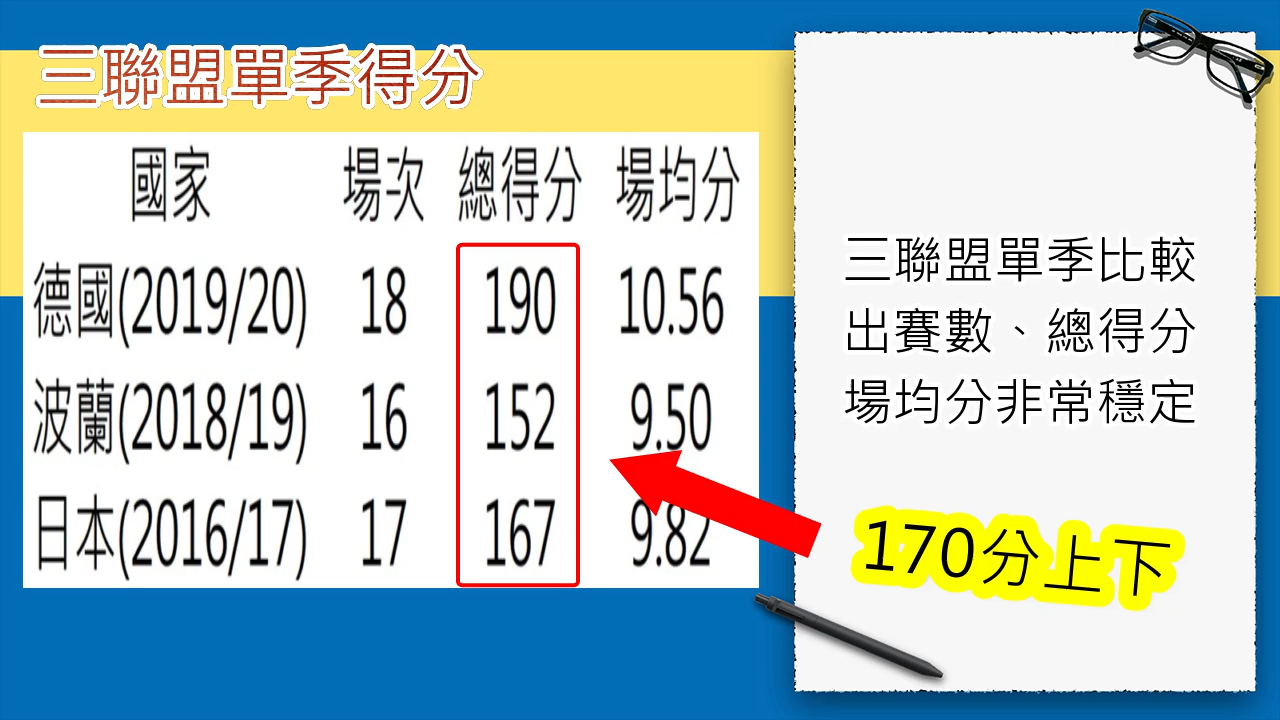 三聯盟單季得分
國家 場次 總得分 場均分
德國(2019/20) 18 190 10.56
波蘭(2018/19) 16 152 9.50
日本(2016/17) 17 167 9.82
三聯盟單季比較
出賽數、總得分
場均分非常穩定
170分上下